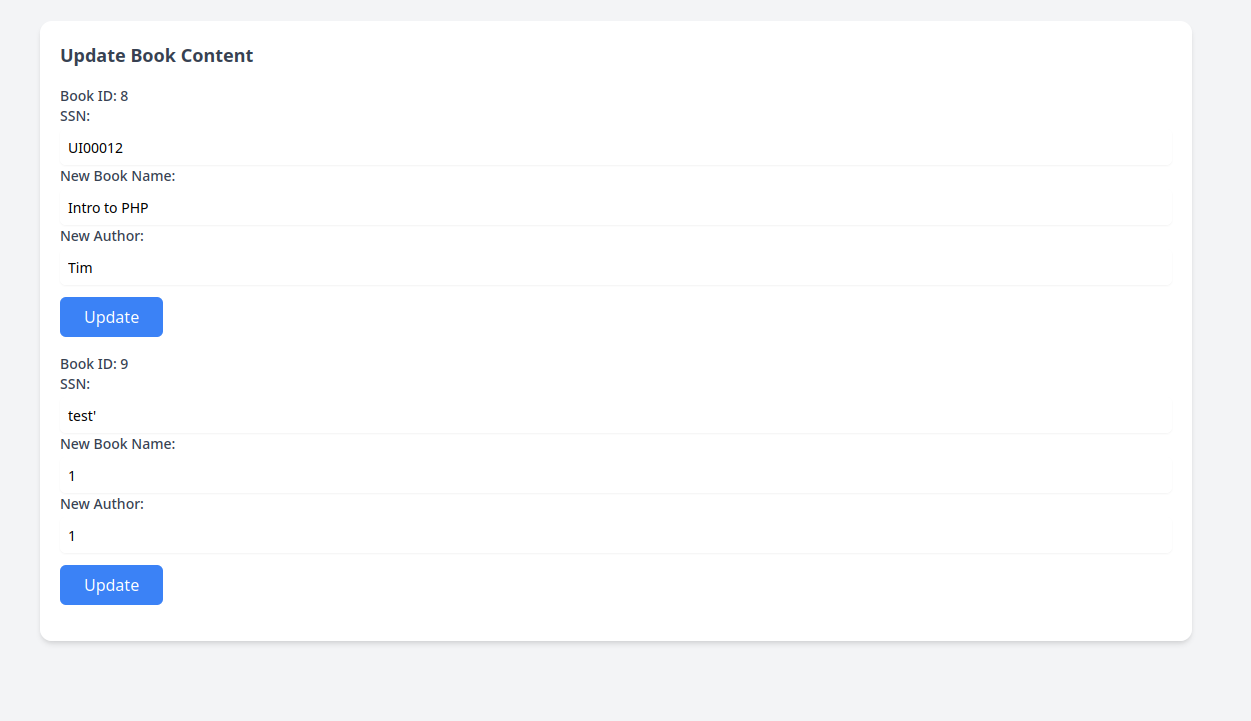 Update Book Content
Book ID: 8
SSN:
UI00012
New Book Name:
Intro to PHP
New Author:
Tim
Update
Book ID: 9
SSN:
test'
New Book Name:
1
New Author:
1
Update